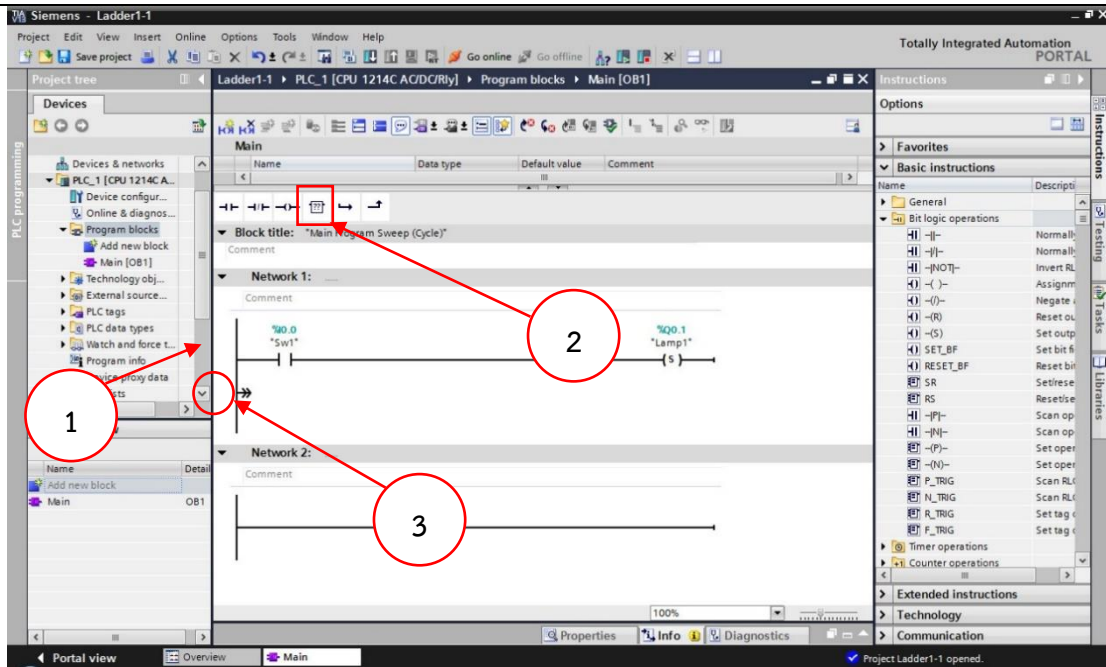 Siemens - Ladder1-1
Project Edit View Insert Online Options Tools Window Help
Totally Integrated Automation
PORTAL
Save project
Go online
Go offline
Project tree
Ladder1-1 PLC_1 [CPU 1214C AC/DC/Rly] Program blocks Main [OB1]
Instructions
Devices
Options
PLC programming
Main
Name Data type Default value Comment
Devices & networks
PLC_1 [CPU 1214C A...
Device configur...
Online & diagnos...
Program blocks
Add new block
Main [OB1]
Technology obj...
External source...
PLC tags
PLC data types
Watch and force t...
Program info
Name Detail
Add new block
Main OB1
Block title: "Main Program Sweep (Cycle)"
Comment
Network 1:
Comment
%I0.0
"Sw1"
%Q0.1
"Lamp1"
S
Network 2:
Comment
1
2
3
100%
Properties Info Diagnostics
Favorites
Basic instructions
Name Descripti
General
Bit logic operations
-||- Normall
-|/|- Normall
-|NOT|- Invert RL
-( )- Assignm
-(/)- Negate
-(R) Reset ou
-(S) Set outp
SET_BF Set bit fi
RESET_BF Reset bit
SR Set/rese
RS Reset/se
-|P|- Scan op
-|N|- Scan op
-(P)- Set oper
-(N)- Set oper
P_TRIG Scan RLO
N_TRIG Scan RLO
R_TRIG Set tag
F_TRIG Set tag
Timer operations
Counter operations
Extended instructions
Technology
Communication
Instructions
Testing
Tasks
Libraries
Portal view Overview Main
Project Ladder1-1 opened.